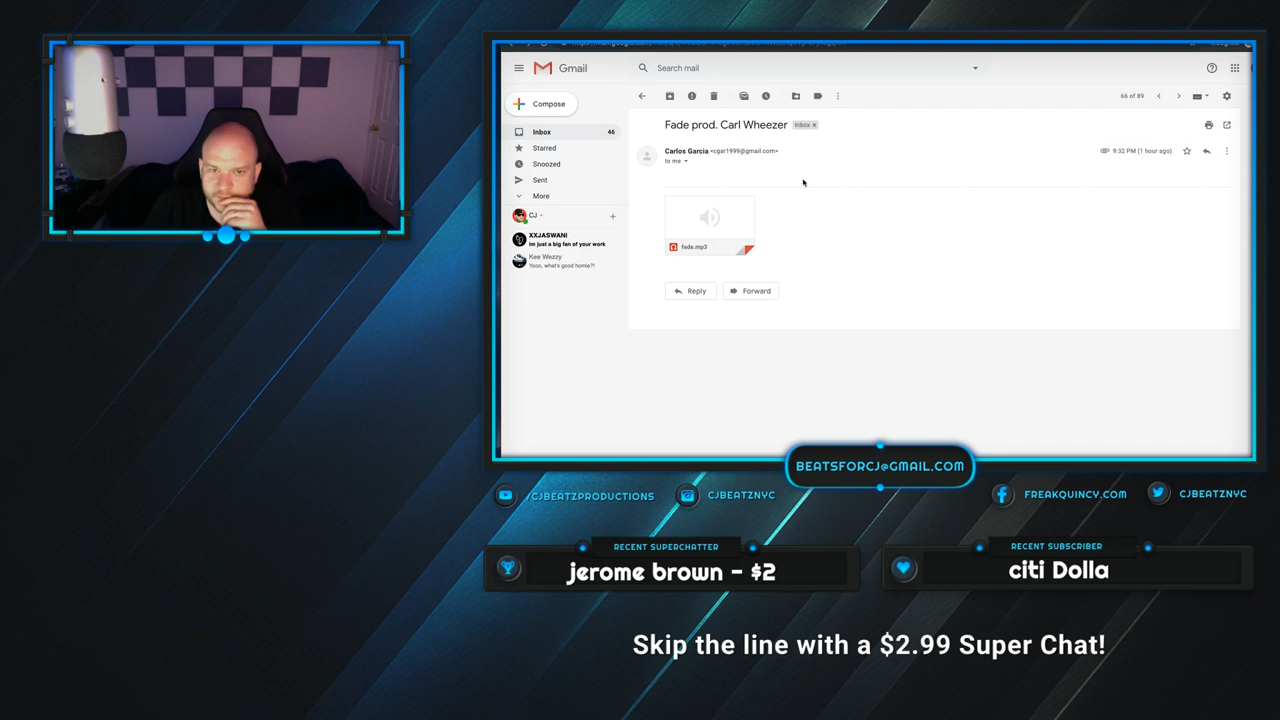 Gmail
Search mail
Compose
66 of 89
Inbox 46
Starred
Snoozed
Sent
More
CJ
XXJASWANI
im just a big fan of your work
Kee Wezzy
Yooo, what's good homie?!
Fade prod. Carl Wheezer Inbox x
Carlos Garcia <cgar1999@gmail.com>
9:32 PM (1 hour ago)
to me
fade.mp3
Reply
Forward
BEATSFORCJ@GMAIL.COM
/CJBEATZPRODUCTIONS
CJBEATZNYC
FREAKQUINCY.COM
CJBEATZNYC
RECENT SUPERCHATTER
jerome brown - $2
RECENT SUBSCRIBER
citi Dolla
Skip the line with a $2.99 Super Chat!